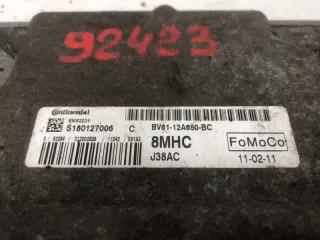 92423
Continental
S180127006 C
BV61-12A650-BC
8MHC
J38AC
FoMoCo
11-02-11